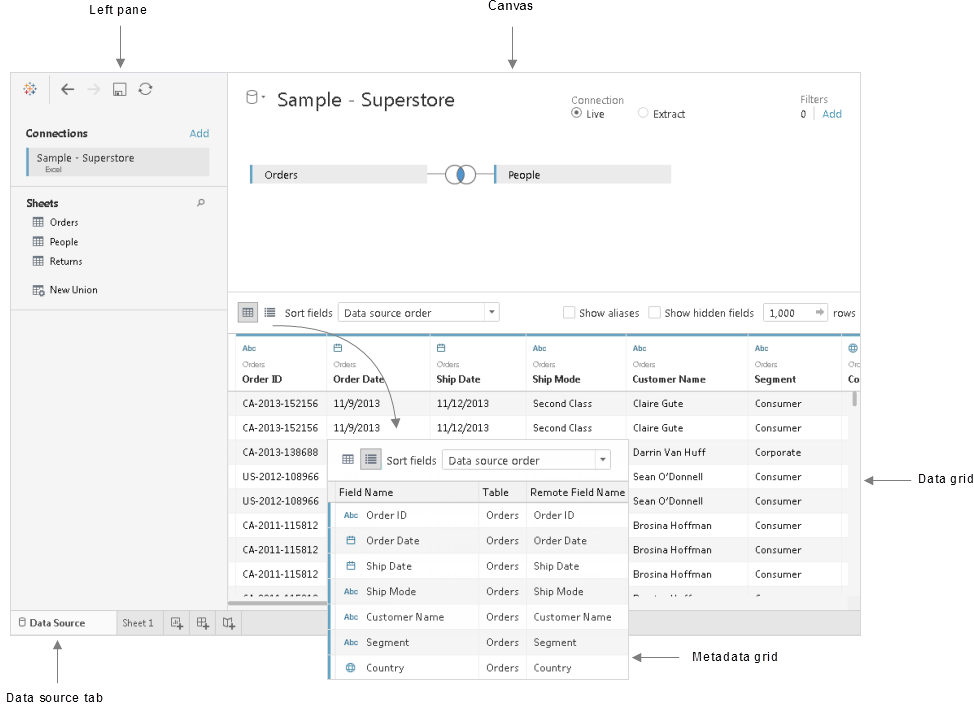 Left pane
Canvas
Sample - Superstore
Connection
Live
Extract
Filters
0 Add
Connections Add
Sample - Superstore
Excel
Orders
People
Sheets
Orders
People
Returns
New Union
Sort fields Data source order
Show aliases
Show hidden fields
1,000 rows
Abc Abc Abc Abc
Orders Orders Orders Orders Orders Orders Orc
Order ID Order Date Ship Date Ship Mode Customer Name Segment Co
CA-2013-152156 11/9/2013 11/12/2013 Second Class Claire Gute Consumer
CA-2013-152156 11/9/2013 11/12/2013 Second Class Claire Gute Consumer
CA-2013-138688 Darrin Van Huff Corporate
US-2012-108966 Sean O'Donnell Consumer
US-2012-108966 Sean O'Donnell Consumer
CA-2011-115812 Brosina Hoffman Consumer
CA-2011-115812 Brosina Hoffman Consumer
CA-2011-115812 Brosina Hoffman Consumer
Sort fields Data source order
Field Name Table Remote Field Name
Abc Order ID Orders Order ID
Order Date Orders Order Date
Ship Date Orders Ship Date
Abc Ship Mode Orders Ship Mode
Abc Customer Name Orders Customer Name
Abc Segment Orders Segment
Country Orders Country
Data grid
Metadata grid
Data Source Sheet 1
Data source tab